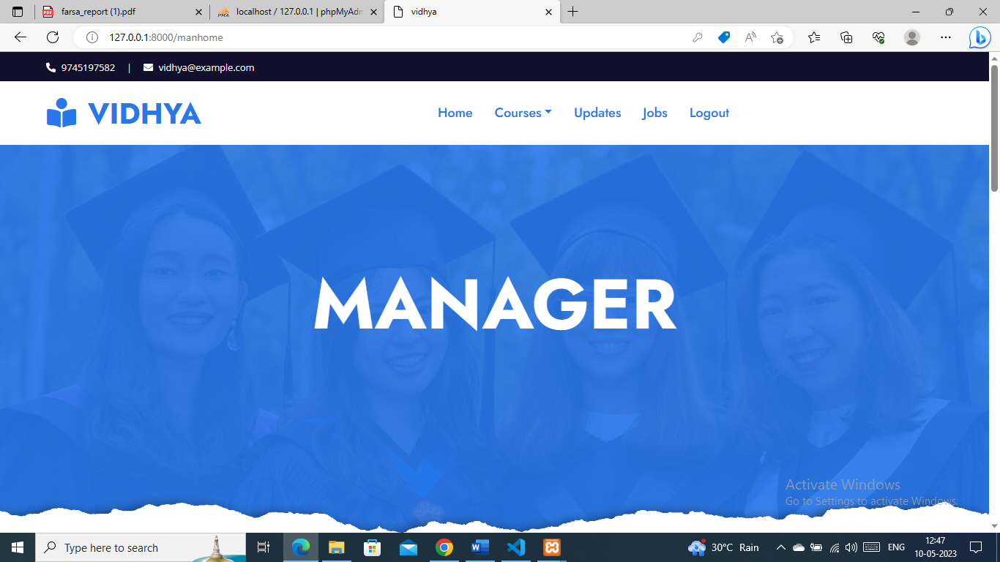 farsa_report (1).pdf
localhost / 127.0.0.1 | phpMyAdm
vidhya
127.0.0.1:8000/manhome
9745197582 | vidhya@example.com
VIDHYA
Home Courses Updates Jobs Logout
MANAGER
Activate Windows
Go to Settings to activate Windows.
Type here to search
30°C Rain
ENG
12:47
10-05-2023